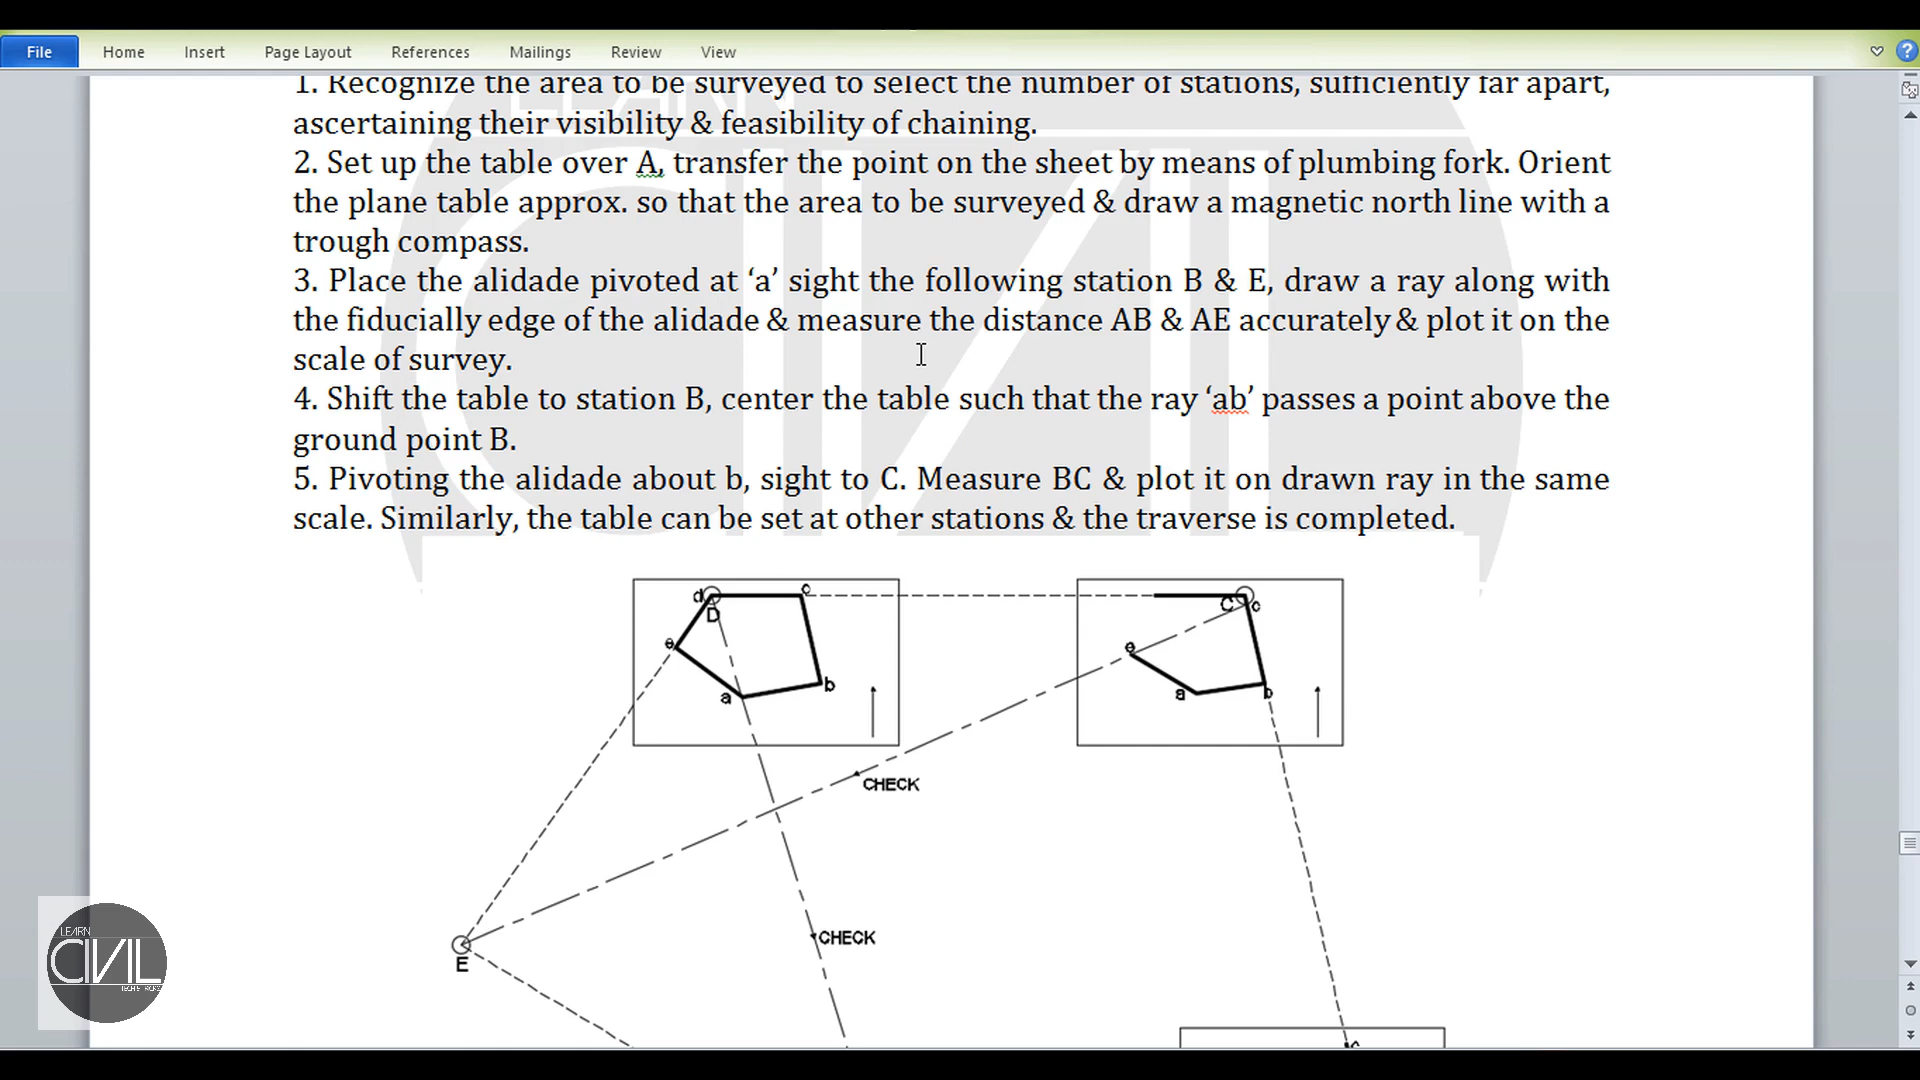 File Home Insert Page Layout References Mailings Review View
1. Recognize the area to be surveyed to select the number of stations, sufficiently far apart,
ascertaining their visibility & feasibility of chaining.
2. Set up the table over A, transfer the point on the sheet by means of plumbing fork. Orient
the plane table approx. so that the area to be surveyed & draw a magnetic north line with a
trough compass.
3. Place the alidade pivoted at ‘a’ sight the following station B & E, draw a ray along with
the fiducially edge of the alidade & measure the distance AB & AE accurately & plot it on the
scale of survey.
4. Shift the table to station B, center the table such that the ray ‘ab’ passes a point above the
ground point B.
5. Pivoting the alidade about b, sight to C. Measure BC & plot it on drawn ray in the same
scale. Similarly, the table can be set at other stations & the traverse is completed.
d c
D
e
a b
C c
e
a b
CHECK
CHECK
E
LEARN
CIVIL